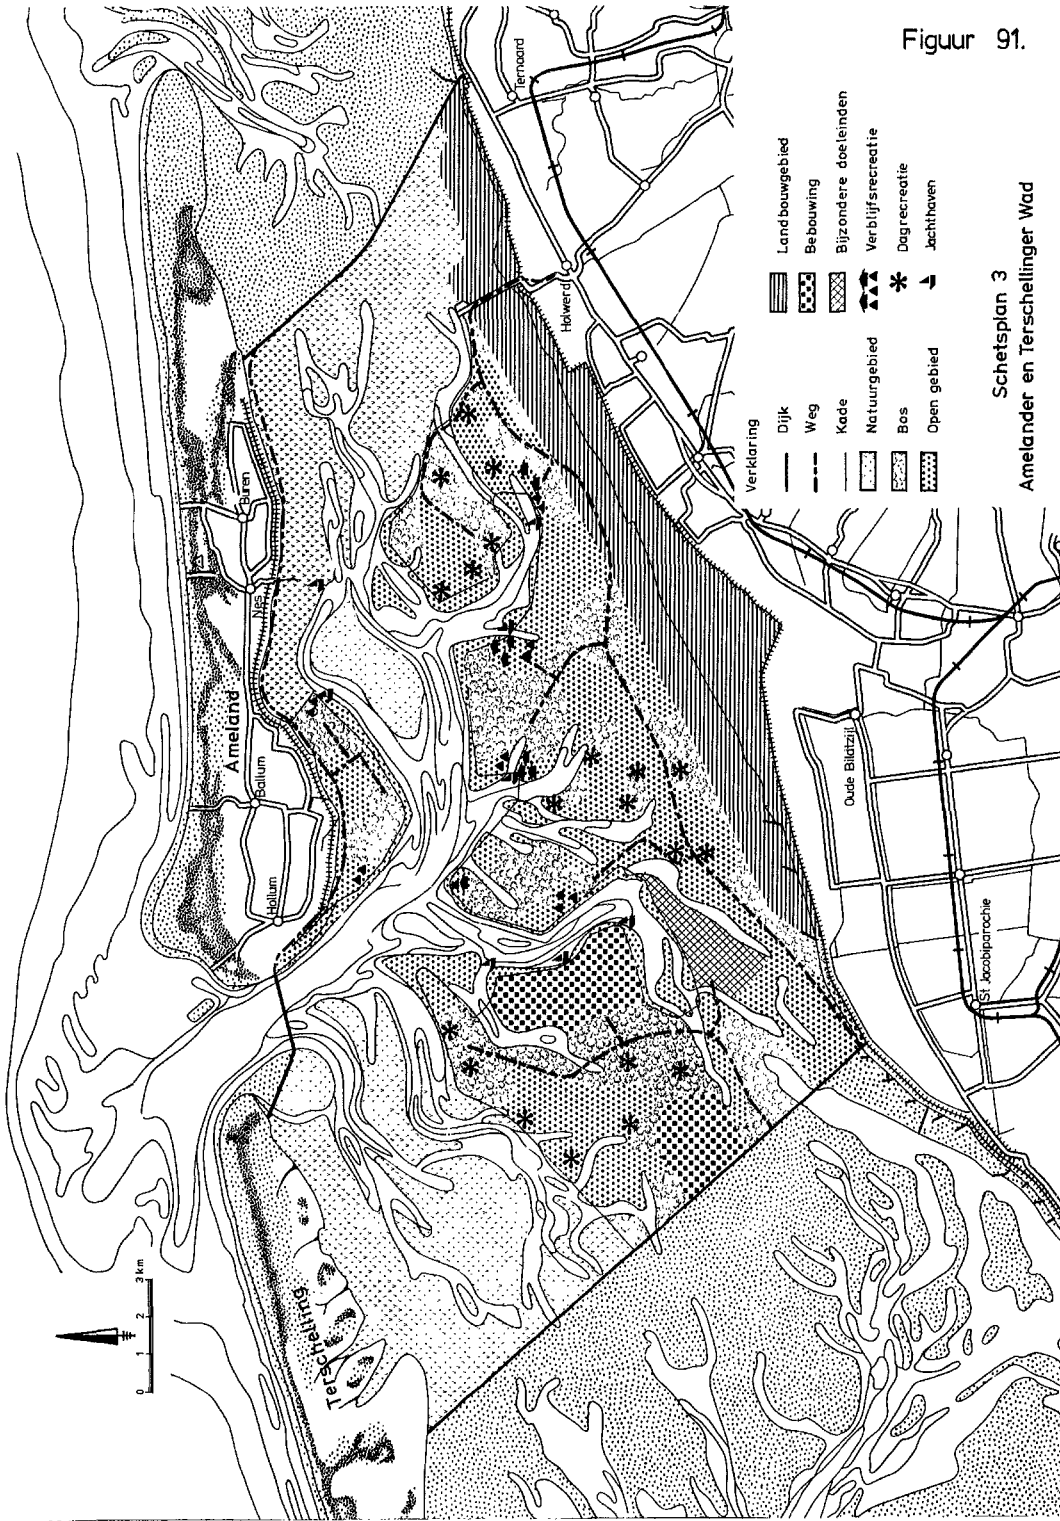 Figuur 91.
Ternaard
Holwerd
Buren
Nes
Ameland
Ballum
Hollum
Terschelling
0 1 2 3 km
Oude Bildtzijl
St Jacobiparochie
Verklaring
Dijk
Weg
Kade
Natuurgebied
Bos
Open gebied
Landbouwgebied
Bebouwing
Bijzondere doeleinden
Verblijfsrecreatie
Dagrecreatie
Jachthaven
Schetsplan 3
Amelander en Terschellinger Wad